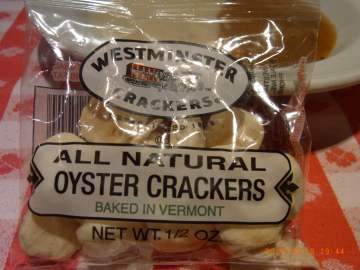 WESTMINSTER
CRACKERS
ALL NATURAL
OYSTER CRACKERS
BAKED IN VERMONT
NET WT. 1/2 OZ.